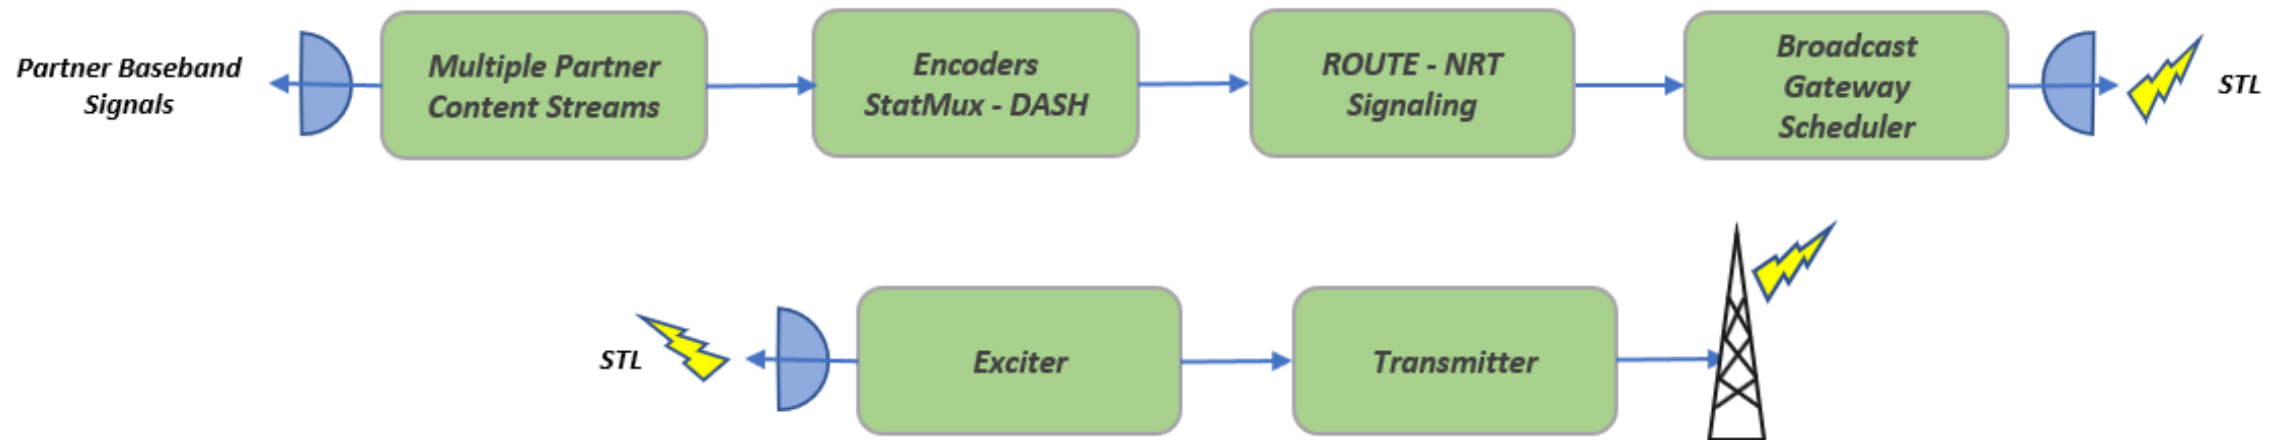 Partner Baseband
Signals
Multiple Partner
Content Streams
Encoders
StatMux - DASH
ROUTE - NRT
Signaling
Broadcast
Gateway
Scheduler
STL
STL
Exciter
Transmitter